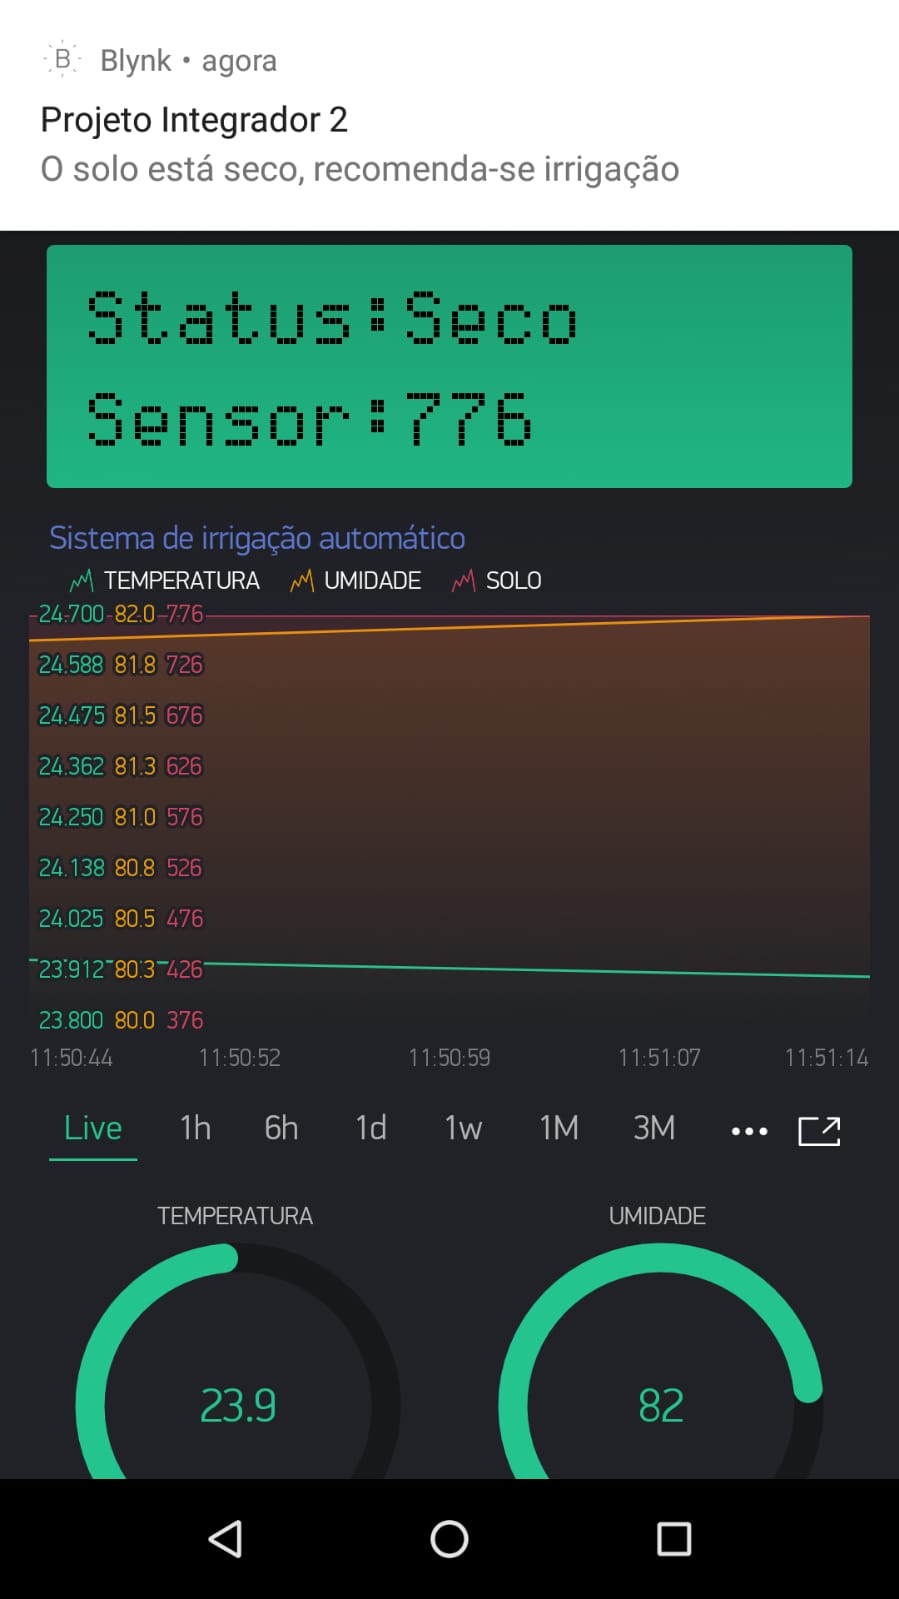 B Blynk • agora
Projeto Integrador 2
O solo está seco, recomenda-se irrigação
Status:Seco
Sensor:776
Sistema de irrigação automático
TEMPERATURA UMIDADE SOLO
24.700 82.0 776
24.588 81.8 726
24.475 81.5 676
24.362 81.3 626
24.250 81.0 576
24.138 80.8 526
24.025 80.5 476
23.912 80.3 426
23.800 80.0 376
11:50:44 11:50:52 11:50:59 11:51:07 11:51:14
Live 1h 6h 1d 1w 1M 3M
TEMPERATURA UMIDADE
23.9 82